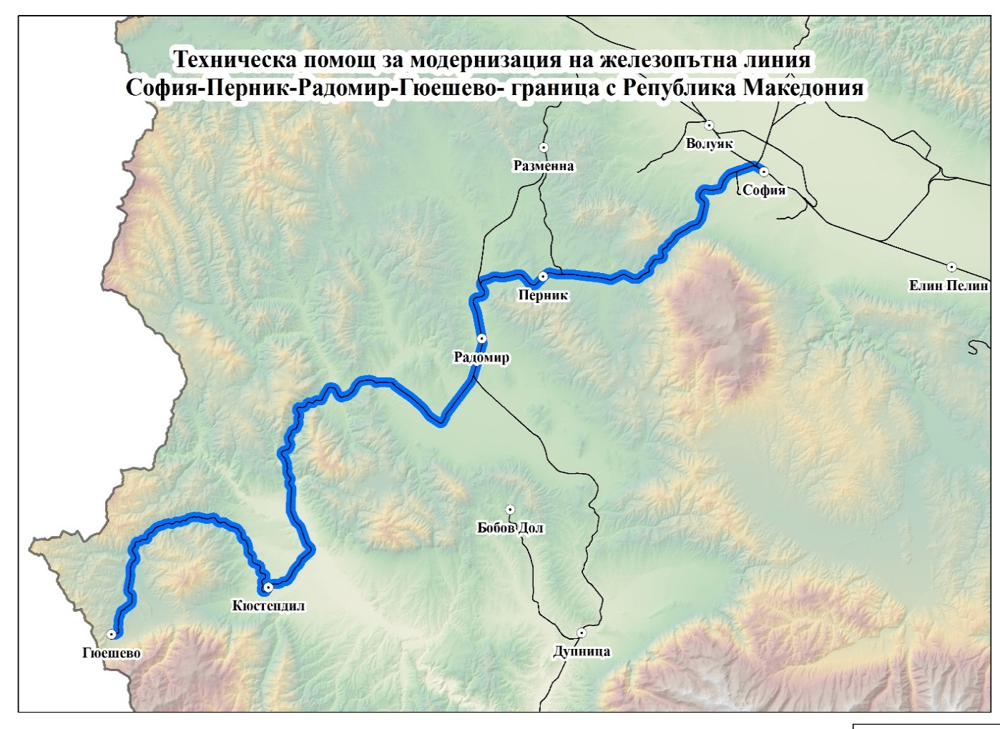 Техническа помощ за модернизация на железопътна линия
София-Перник-Радомир-Гюешево- граница с Република Македония
Волуяк
Разменна
София
Елин Пелин
Перник
Радомир
Бобов Дол
Кюстендил
Гюешево
Дупница